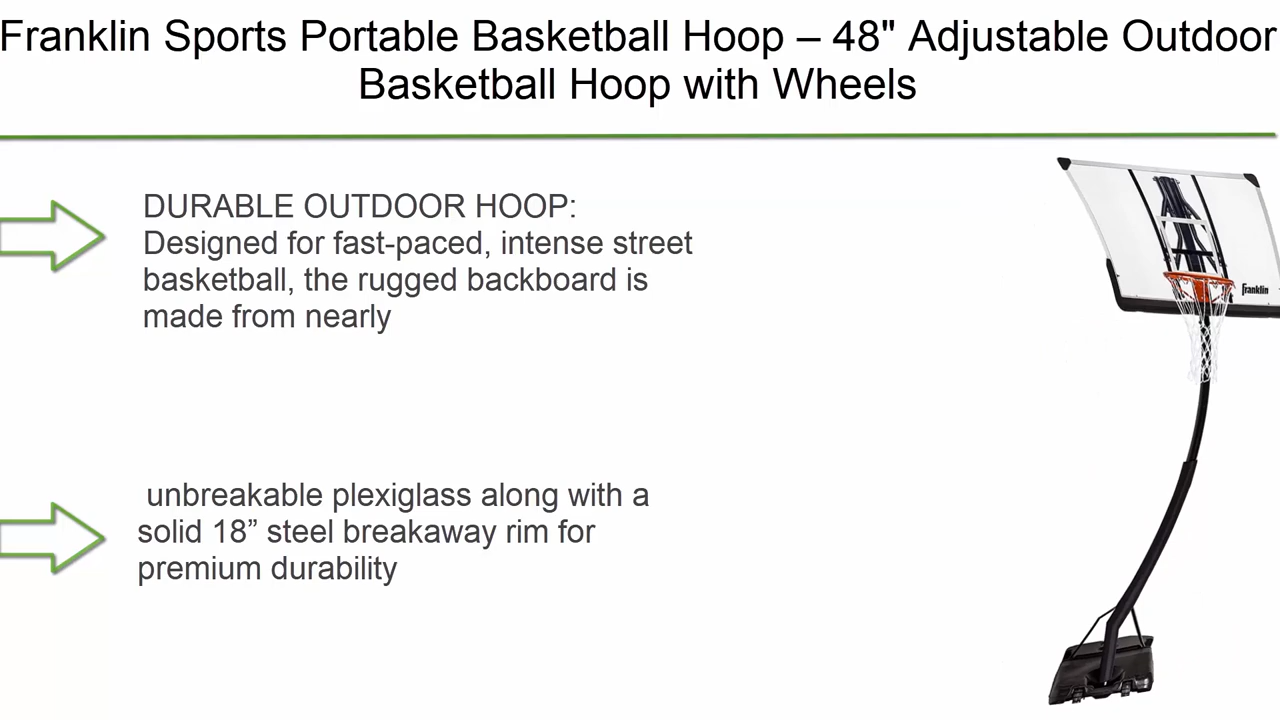 Franklin Sports Portable Basketball Hoop – 48" Adjustable Outdoor
Basketball Hoop with Wheels
DURABLE OUTDOOR HOOP:
Designed for fast-paced, intense street
basketball, the rugged backboard is
made from nearly
unbreakable plexiglass along with a
solid 18” steel breakaway rim for
premium durability
Franklin